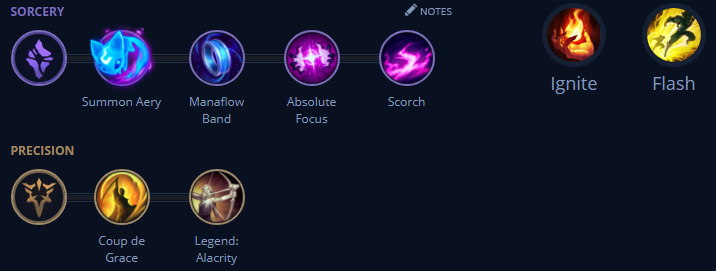 SORCERY
NOTES
Summon Aery
Manaflow
Band
Absolute
Focus
Scorch
Ignite
Flash
PRECISION
Coup de
Grace
Legend:
Alacrity